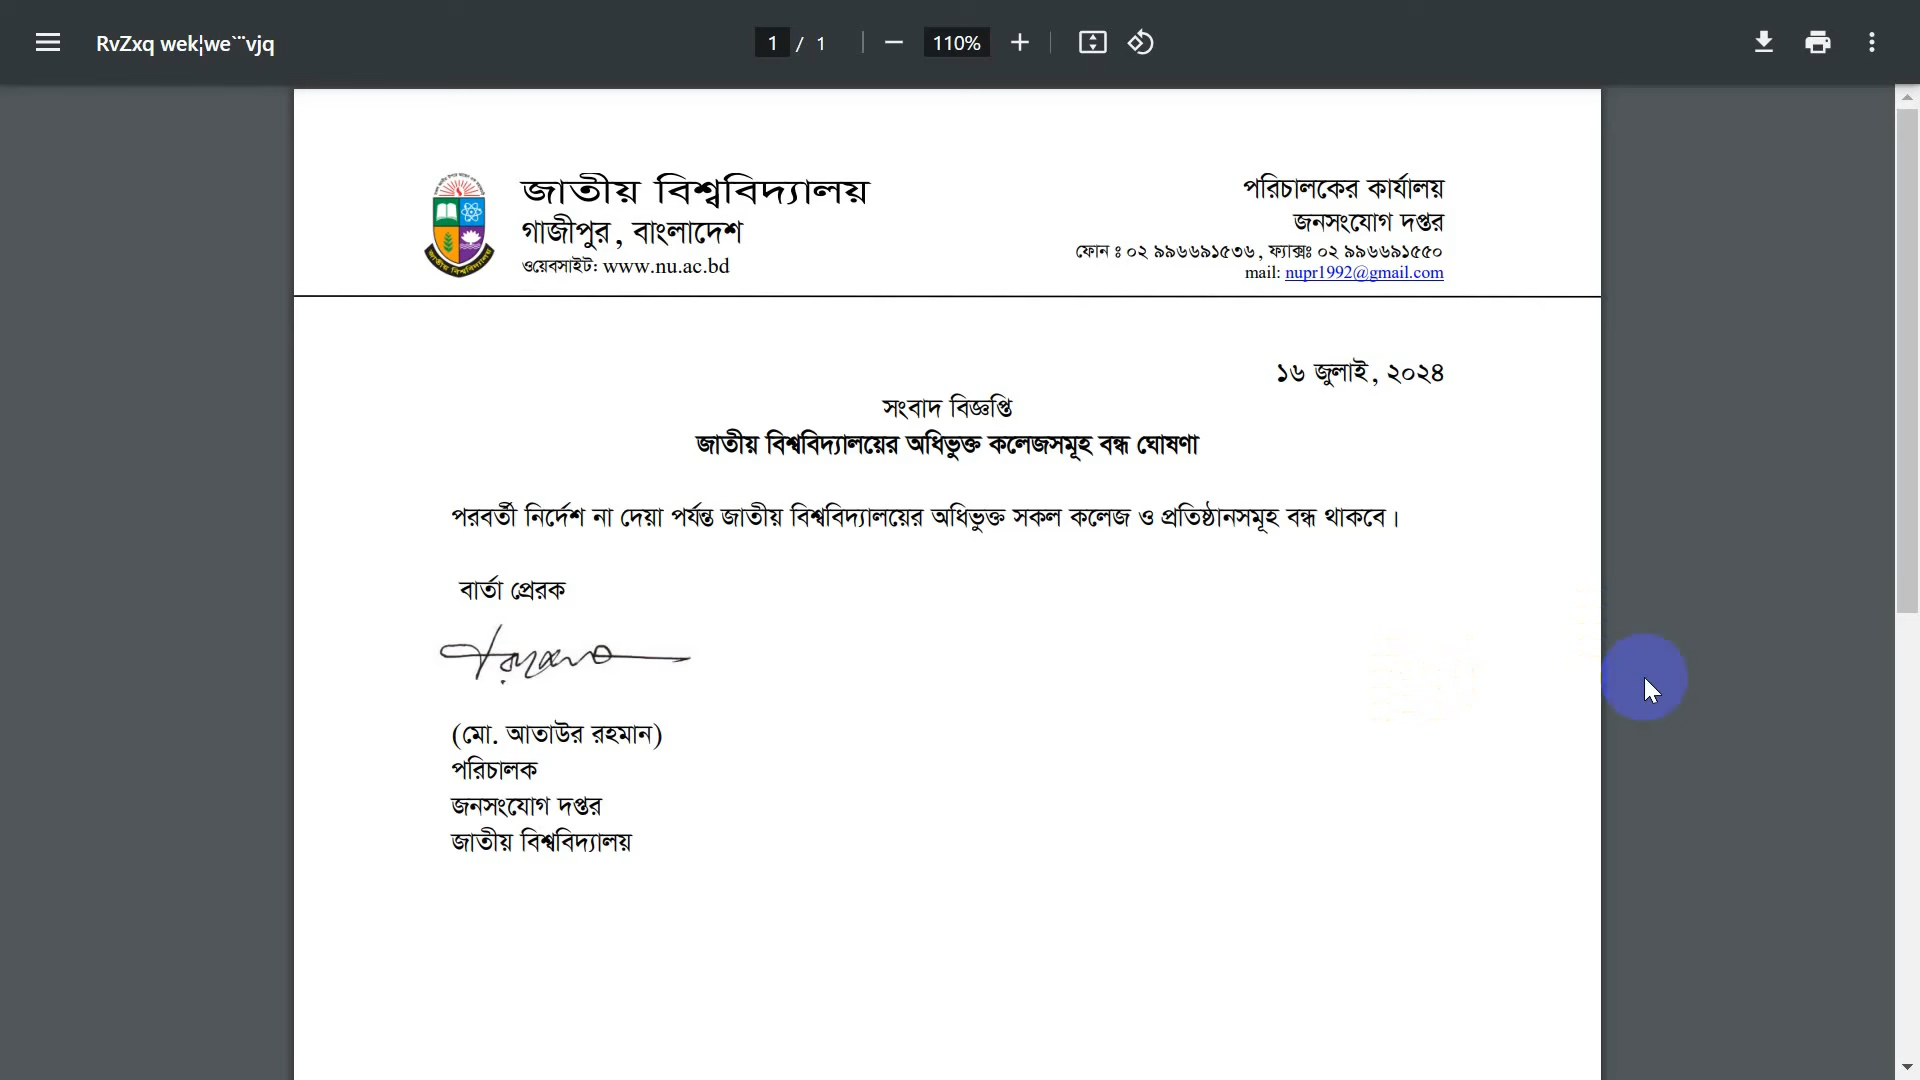 RvZxq wek¦we`¨vjq
1 / 1
110%
জাতীয় বিশ্ববিদ্যালয়
গাজীপুর, বাংলাদেশ
ওয়েবসাইট: www.nu.ac.bd
পরিচালকের কার্যালয়
জনসংযোগ দপ্তর
ফোন ঃ ০২ ৯৯৬৬৯১৫৩৬, ফ্যাক্সঃ ০২ ৯৯৬৬৯১৫৫০
mail: nupr1992@gmail.com
১৬ জুলাই, ২০২৪
সংবাদ বিজ্ঞপ্তি
জাতীয় বিশ্ববিদ্যালয়ের অধিভুক্ত কলেজসমূহ বন্ধ ঘোষণা
পরবর্তী নির্দেশ না দেয়া পর্যন্ত জাতীয় বিশ্ববিদ্যালয়ের অধিভুক্ত সকল কলেজ ও প্রতিষ্ঠানসমূহ বন্ধ থাকবে।
বার্তা প্রেরক
(মো. আতাউর রহমান)
পরিচালক
জনসংযোগ দপ্তর
জাতীয় বিশ্ববিদ্যালয়